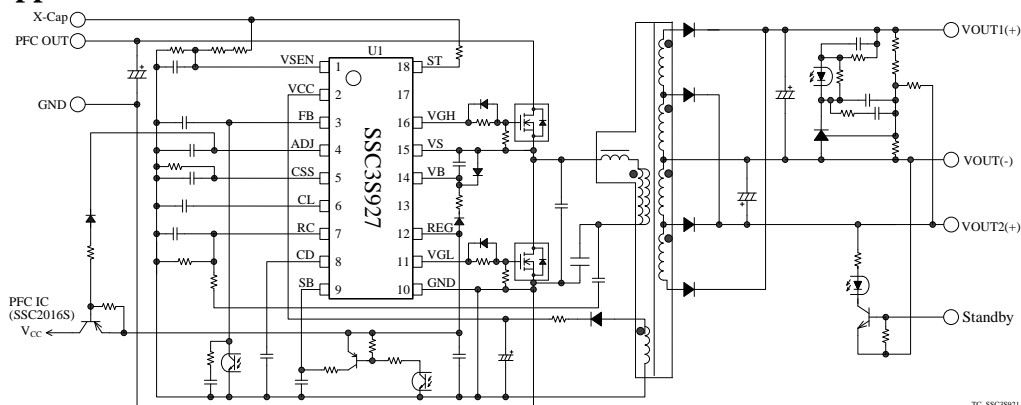 X-Cap
PFC OUT
GND
U1
SSC3S927
VSEN 1
VCC 2
FB 3
ADJ 4
CSS 5
CL 6
RC 7
CD 8
SB 9
18 ST
17
16 VGH
15 VS
14 VB
13
12 REG
11 VGL
10 GND
PFC IC
(SSC2016S)
VCC
VOUT1(+)
VOUT(-)
VOUT2(+)
Standby
TC_SSC3S921